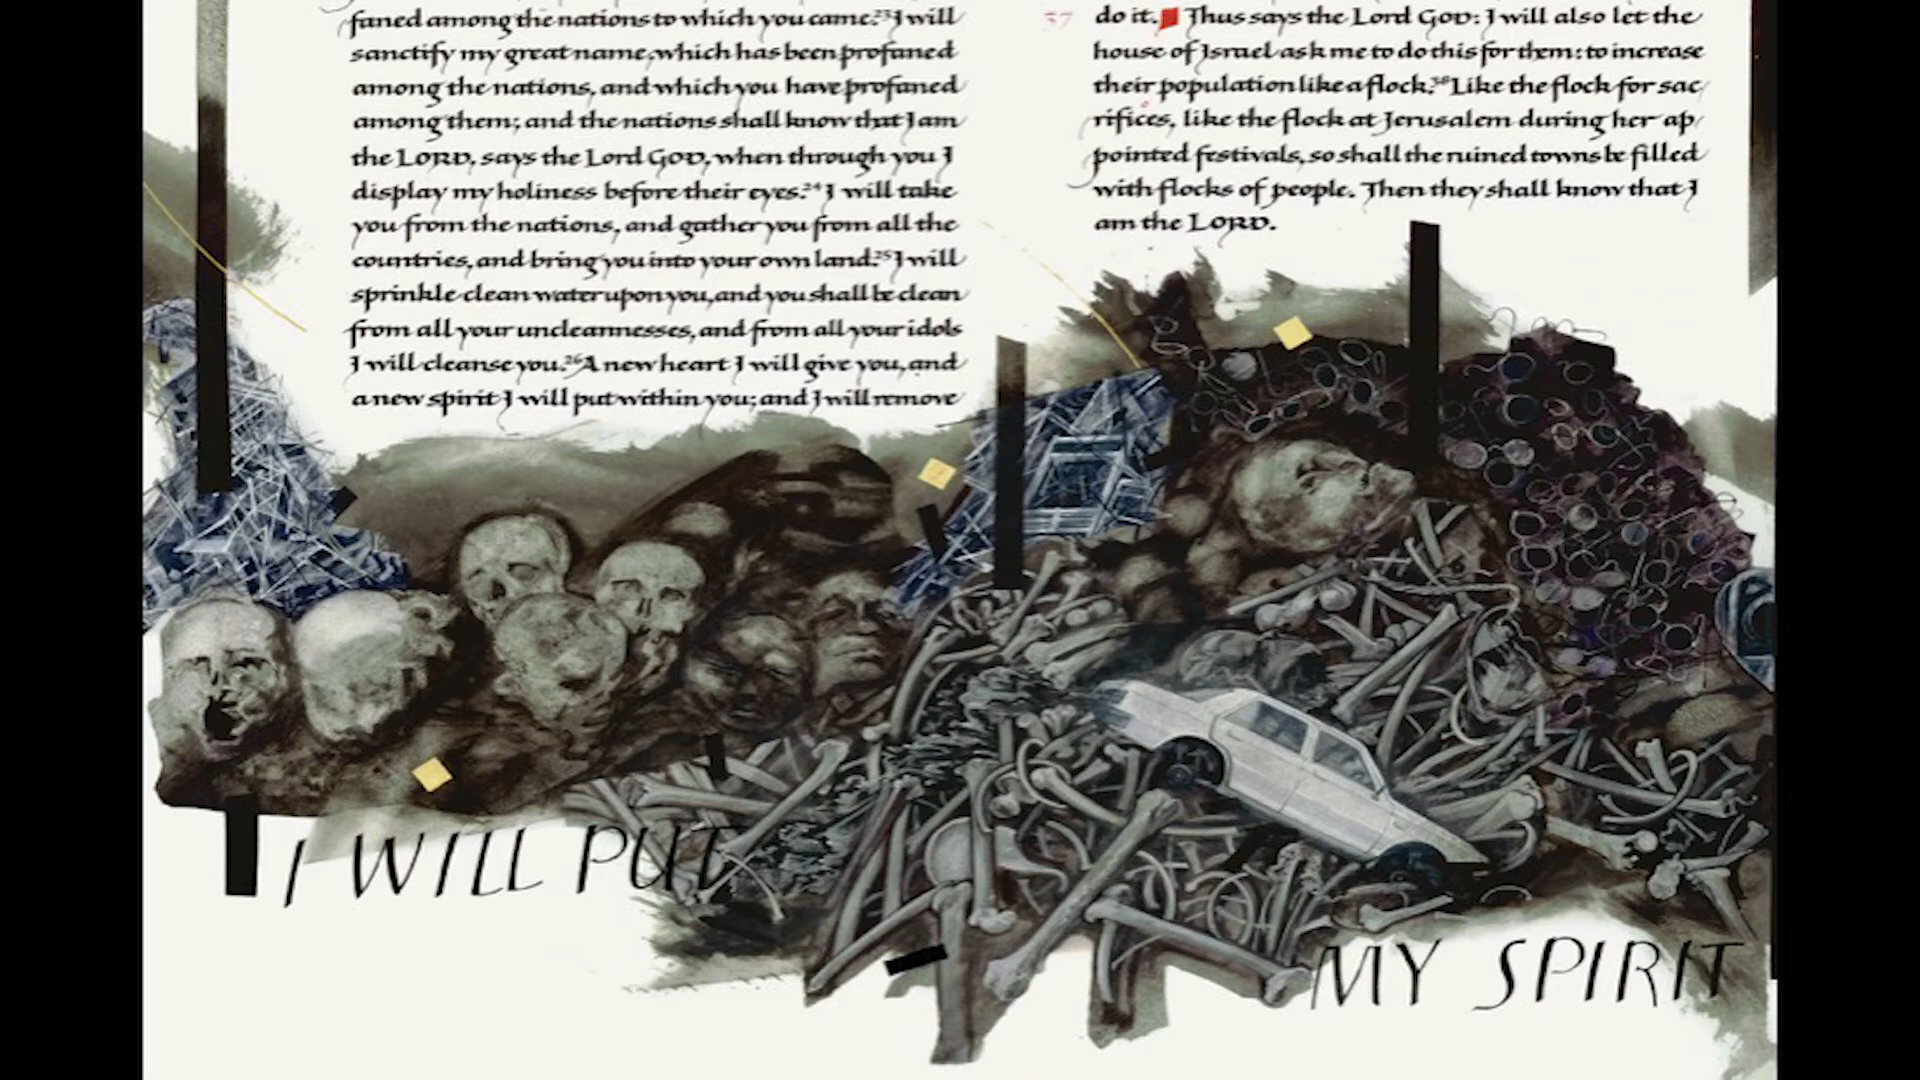 faned among the nations to which you came.²³I will
sanctify my great name, which has been profaned
among the nations, and which you have profaned
among them; and the nations shall know that I am
the LORD, says the Lord GOD, when through you I
display my holiness before their eyes.²⁴I will take
you from the nations, and gather you from all the
countries, and bring you into your own land.²⁵I will
sprinkle clean water upon you, and you shall be clean
from all your uncleannesses, and from all your idols
I will cleanse you.²⁶A new heart I will give you, and
a new spirit I will put within you; and I will remove
37
do it. Thus says the Lord GOD: I will also let the
house of Israel ask me to do this for them: to increase
their population like a flock.³⁸Like the flock for sac
rifices, like the flock at Jerusalem during her ap
pointed festivals, so shall the ruined towns be filled
with flocks of people. Then they shall know that I
am the LORD.
I WILL PUT
MY SPIRIT